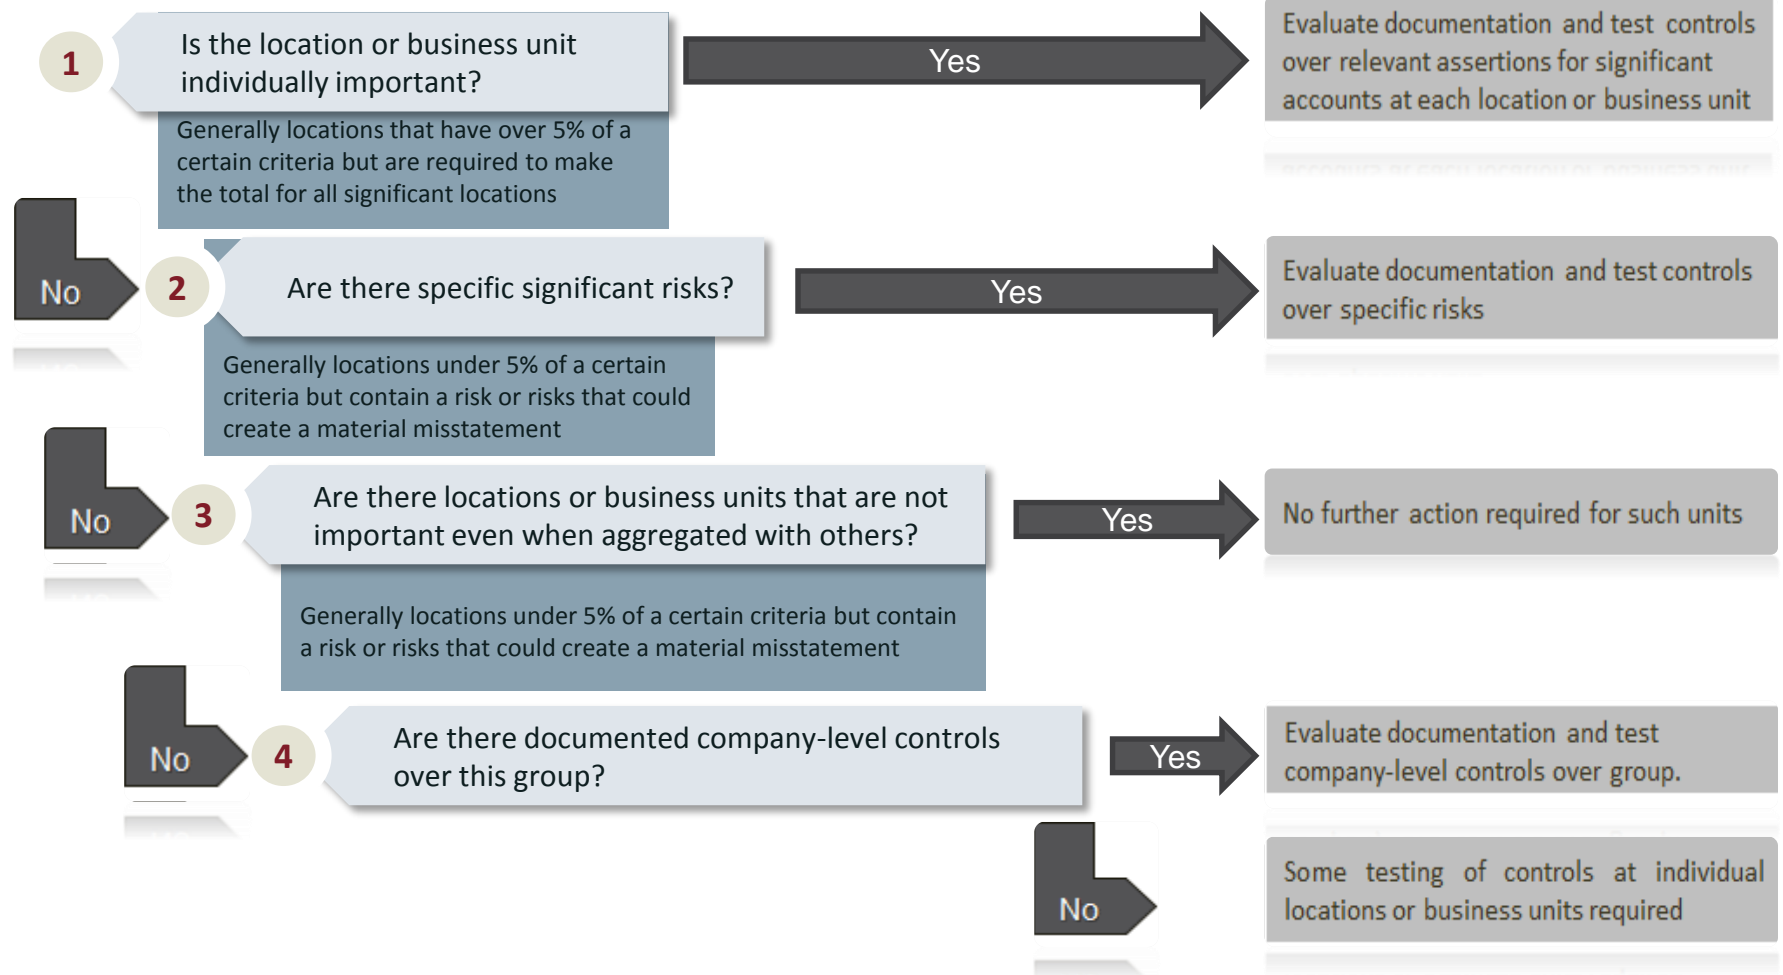 1
Is the location or business unit
individually important?
Yes
Evaluate documentation and test controls
over relevant assertions for significant
accounts at each location or business unit
Generally locations that have over 5% of a
certain criteria but are required to make
the total for all significant locations
No
2
Are there specific significant risks?
Yes
Evaluate documentation and test controls
over specific risks
Generally locations under 5% of a certain
criteria but contain a risk or risks that could
create a material misstatement
No
3
Are there locations or business units that are not
important even when aggregated with others?
Yes
No further action required for such units
Generally locations under 5% of a certain criteria but contain
a risk or risks that could create a material misstatement
No
4
Are there documented company-level controls
over this group?
Yes
Evaluate documentation and test
company-level controls over group.
No
Some testing of controls at individual
locations or business units required